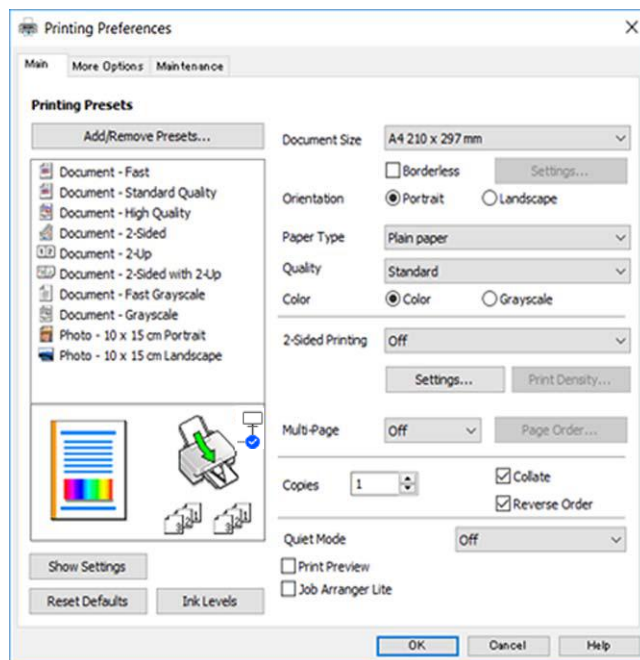 Printing Preferences
Main More Options Maintenance
Printing Presets
Add/Remove Presets...
Document - Fast
Document - Standard Quality
Document - High Quality
Document - 2-Sided
Document - 2-Up
Document - 2-Sided with 2-Up
Document - Fast Grayscale
Document - Grayscale
Photo - 10 x 15 cm Portrait
Photo - 10 x 15 cm Landscape
Show Settings
Reset Defaults Ink Levels
Document Size A4 210 x 297 mm
Borderless Settings...
Orientation Portrait Landscape
Paper Type Plain paper
Quality Standard
Color Color Grayscale
2-Sided Printing Off
Settings... Print Density...
Multi-Page Off Page Order...
Copies 1 Collate
Reverse Order
Quiet Mode Off
Print Preview
Job Arranger Lite
OK Cancel Help